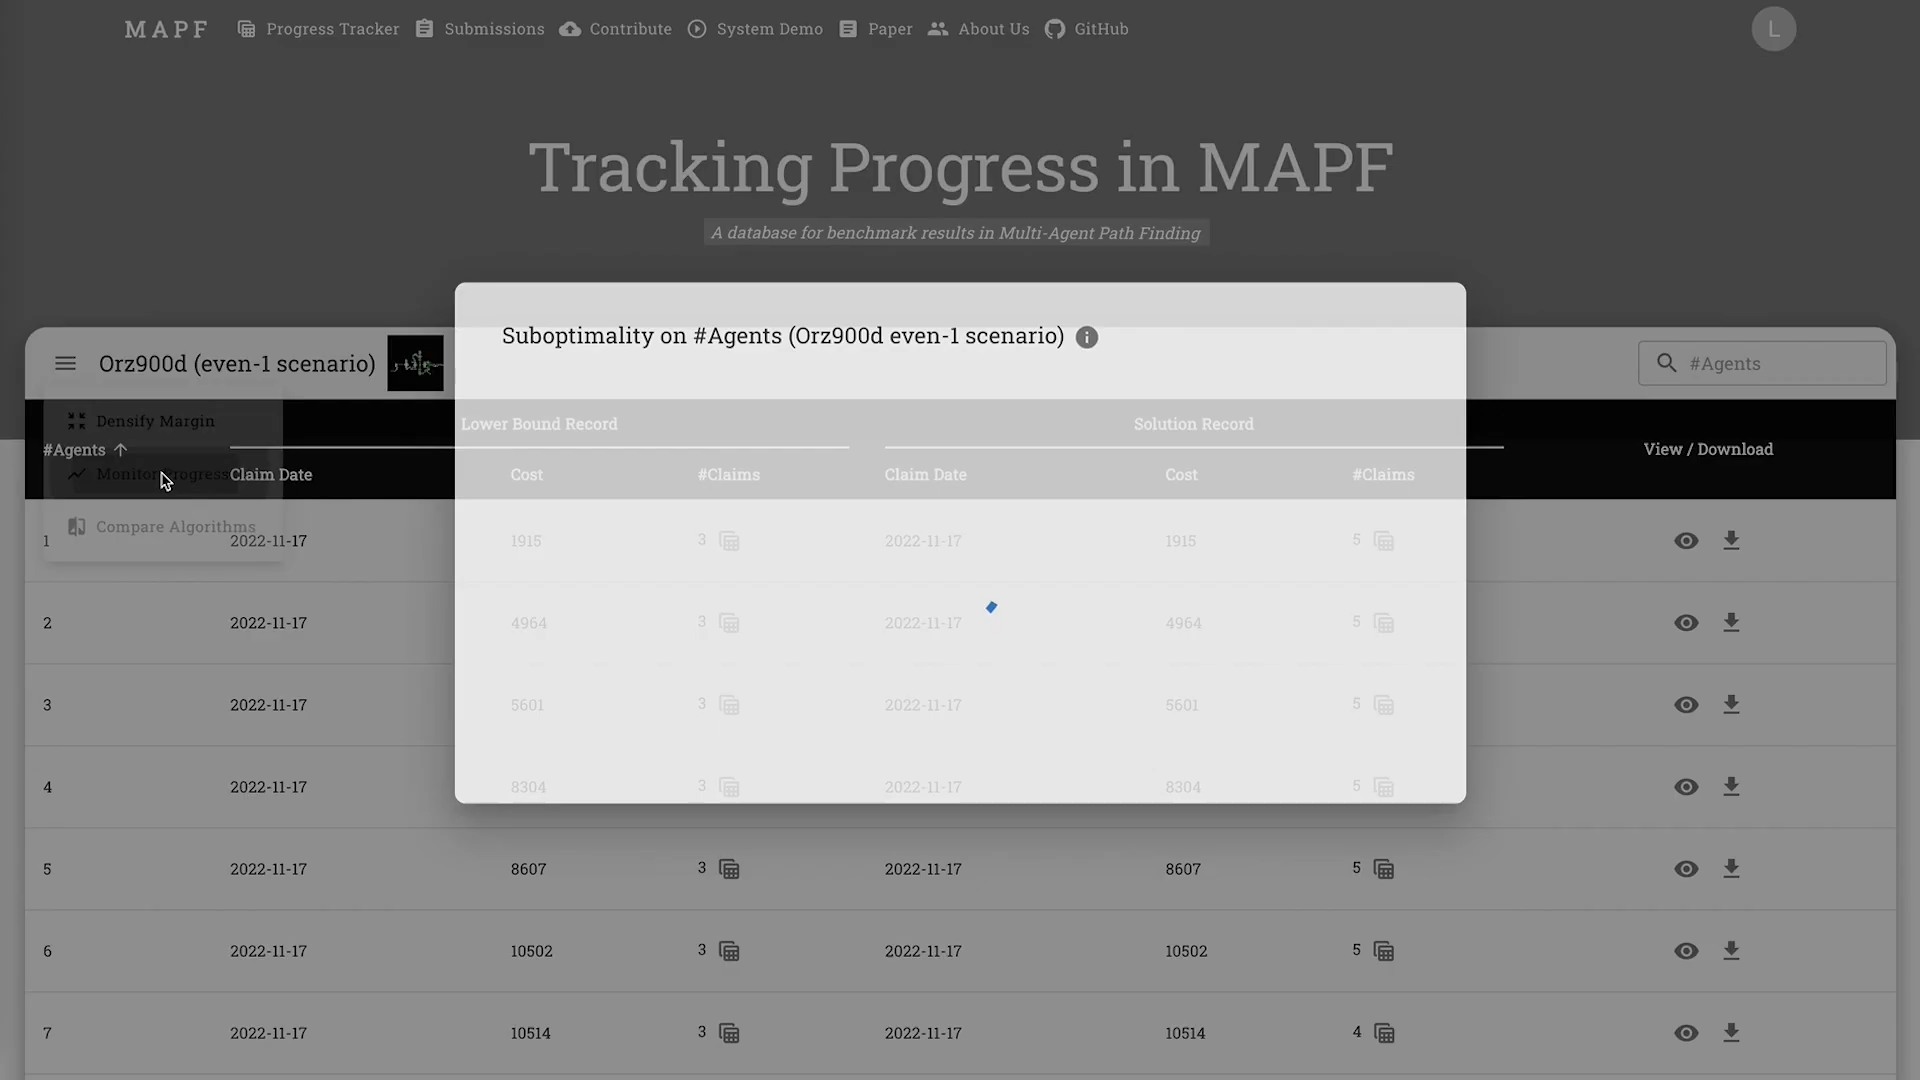 MAPF Progress Tracker Submissions Contribute System Demo Paper About Us GitHub L
Tracking Progress in MAPF
A database for benchmark results in Multi-Agent Path Finding
Suboptimality on #Agents (Orz900d even-1 scenario)
Orz900d (even-1 scenario) #Agents
Densify Margin
Monitor Progress
Compare Algorithms
Lower Bound Record Solution Record
#Agents View / Download
Claim Date Cost #Claims Claim Date Cost #Claims
1 2022-11-17 1915 3 2022-11-17 1915 5
2 2022-11-17 4964 3 2022-11-17 4964 5
3 2022-11-17 5601 3 2022-11-17 5601 5
4 2022-11-17 8304 3 2022-11-17 8304 5
5 2022-11-17 8607 3 2022-11-17 8607 5
6 2022-11-17 10502 3 2022-11-17 10502 5
7 2022-11-17 10514 3 2022-11-17 10514 4